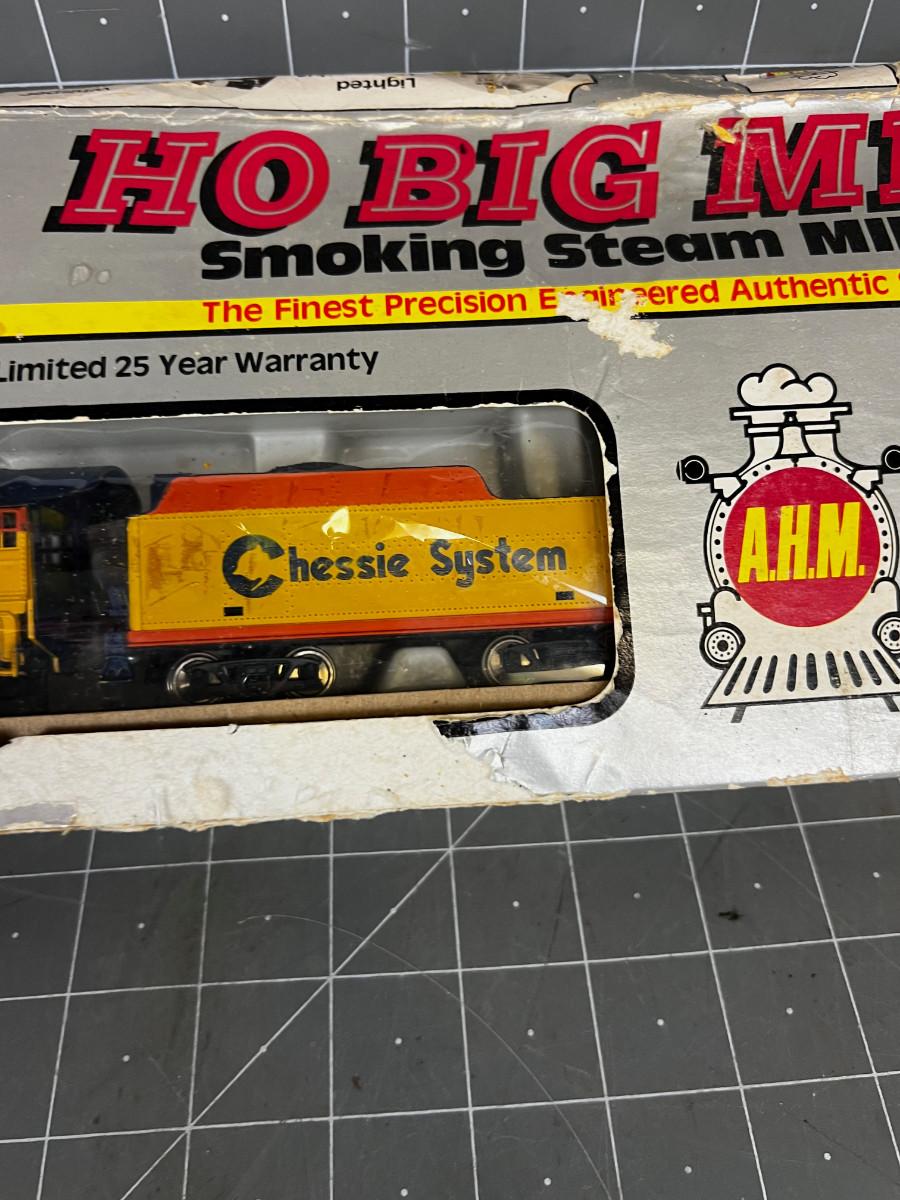 Lighted
HO BIG MI
Smoking Steam Mi
The Finest Precision Engineered Authentic
Limited 25 Year Warranty
Chessie System
A.H.M.